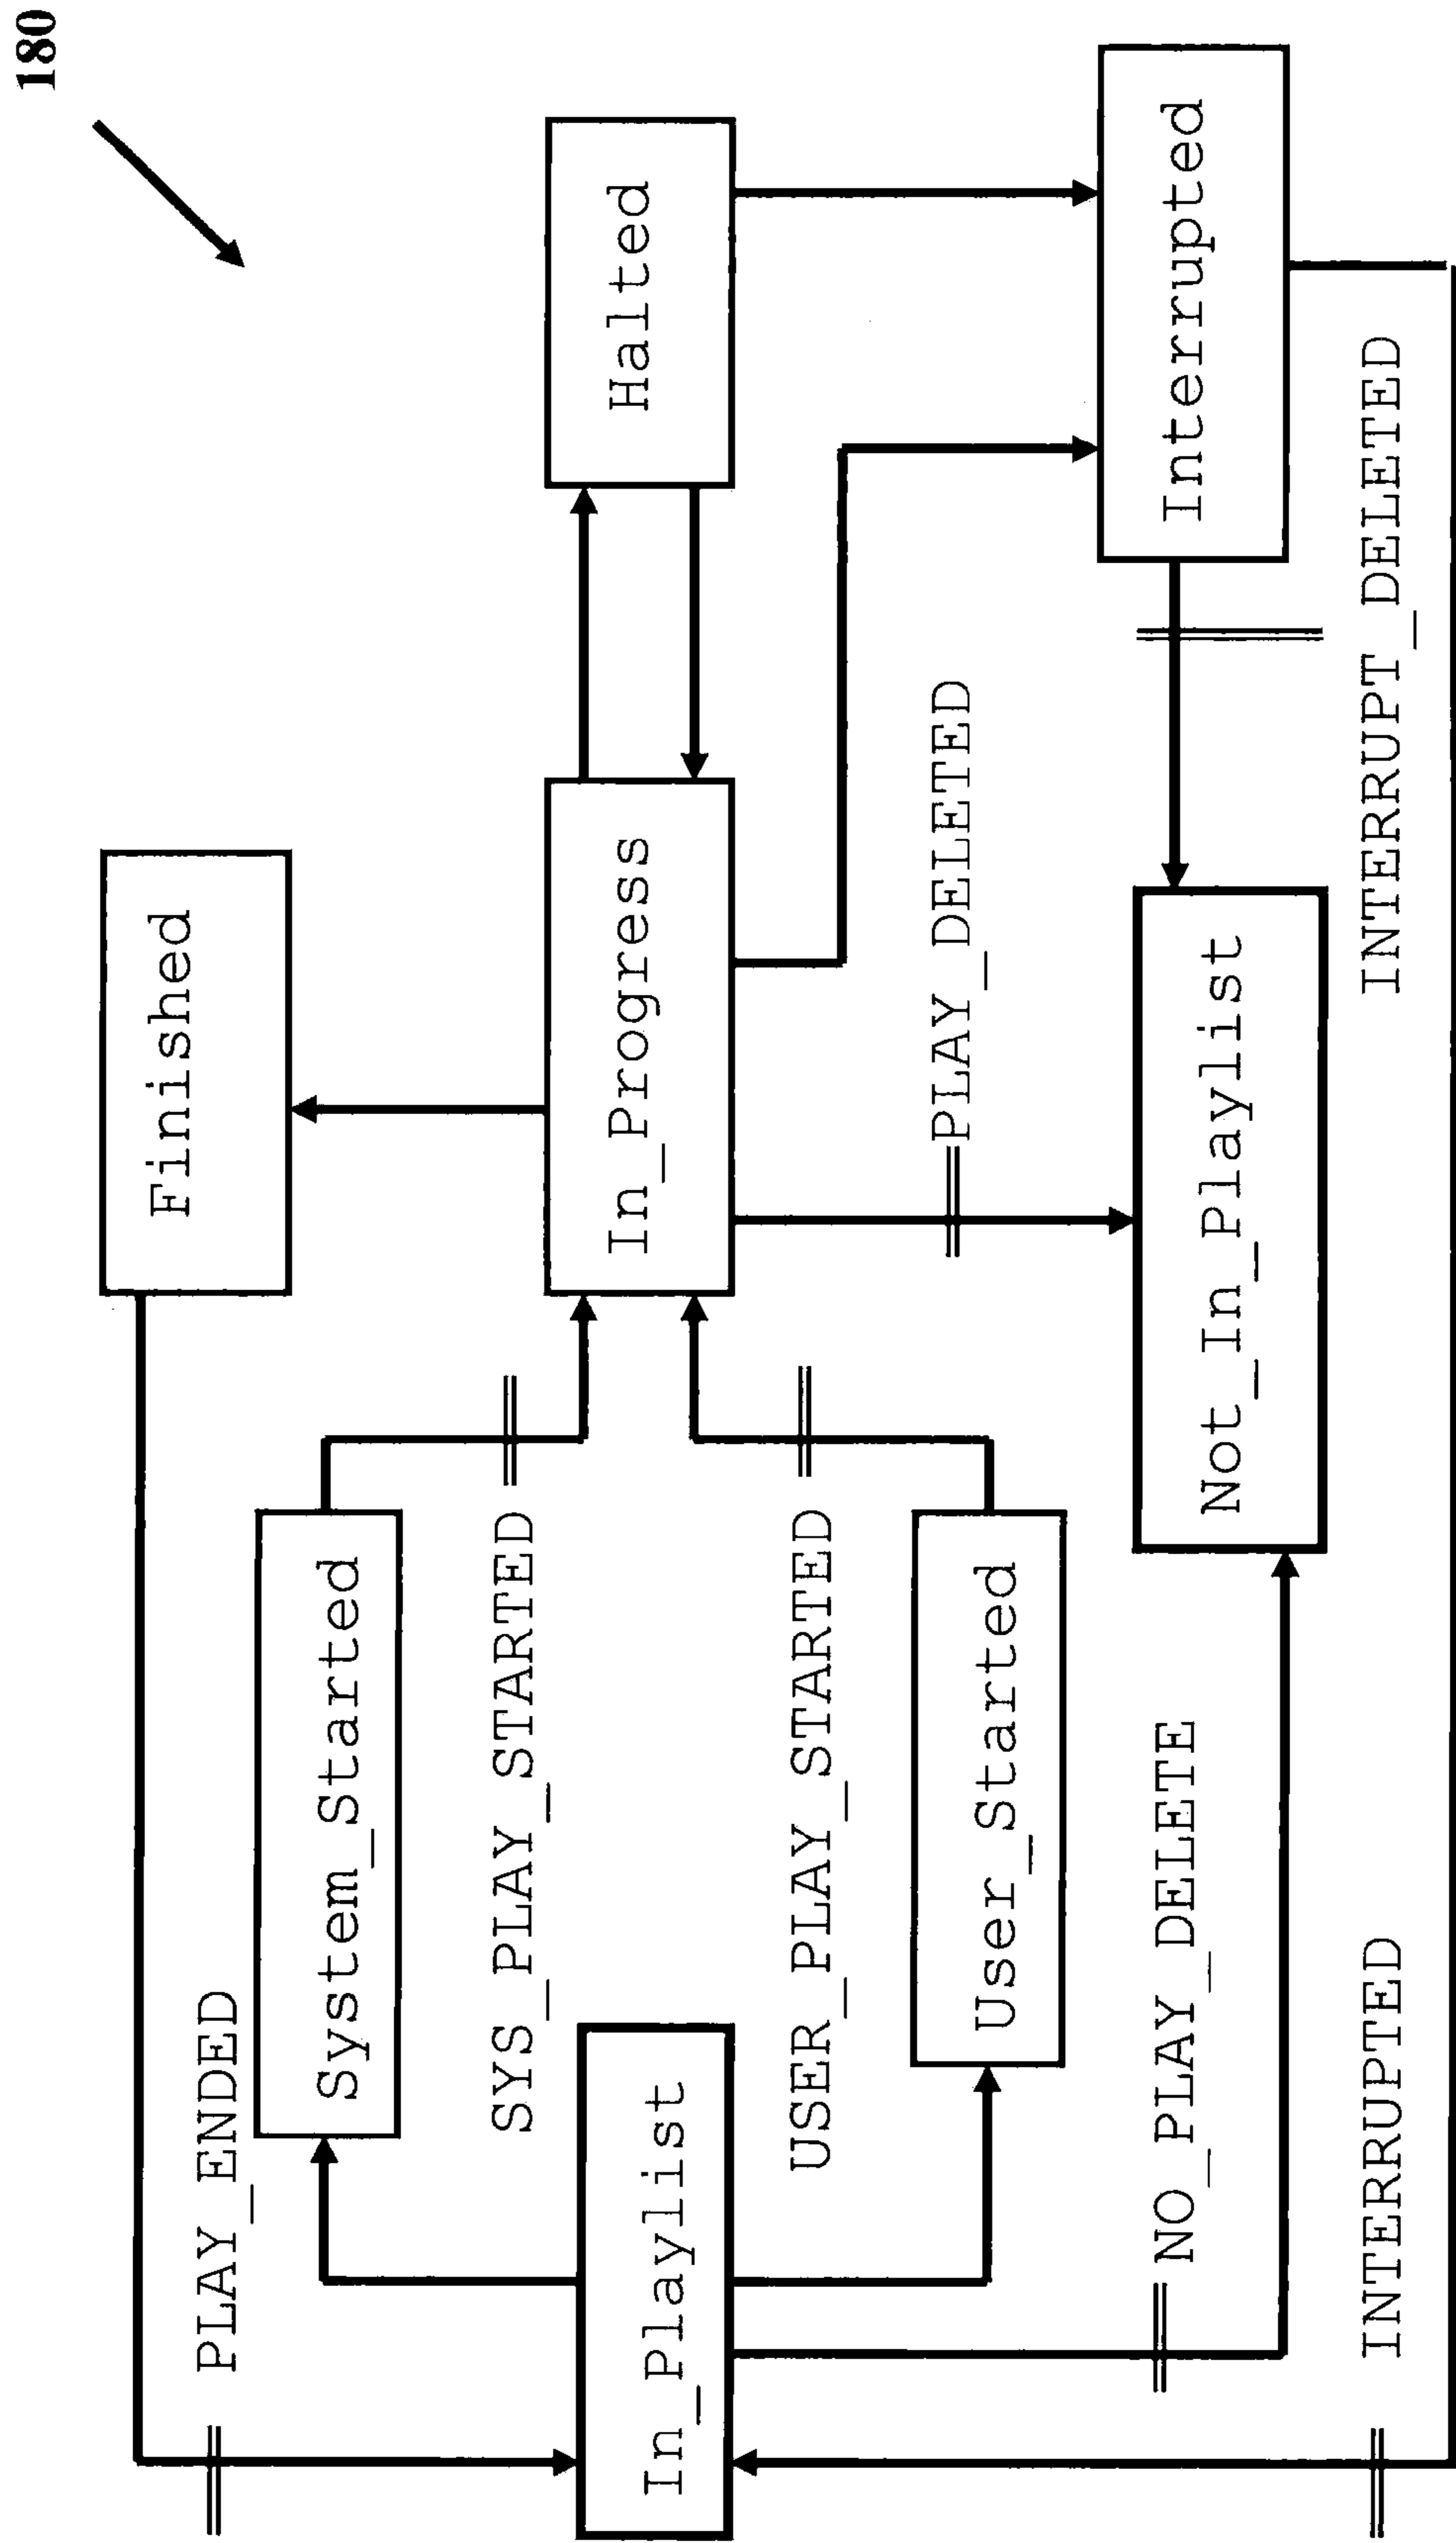 180
Finished
PLAY_ENDED
System_Started
SYS_PLAY_STARTED
In_Playlist
In_Progress
Halted
USER_PLAY_STARTED
User_Started
PLAY_DELETED
NO_PLAY_DELETE
Not_In_Playlist
Interrupted
INTERRUPTED
INTERRUPT_DELETED